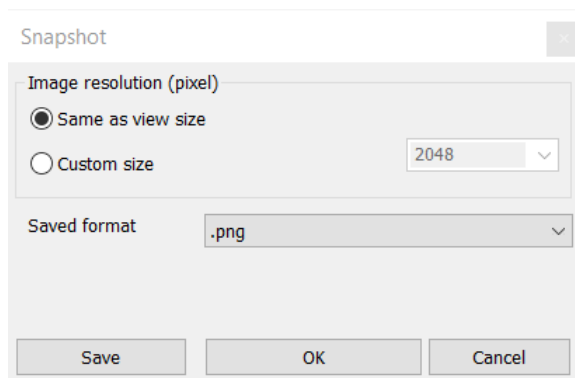 Snapshot
Image resolution (pixel)
Same as view size
Custom size 2048
Saved format .png
Save OK Cancel